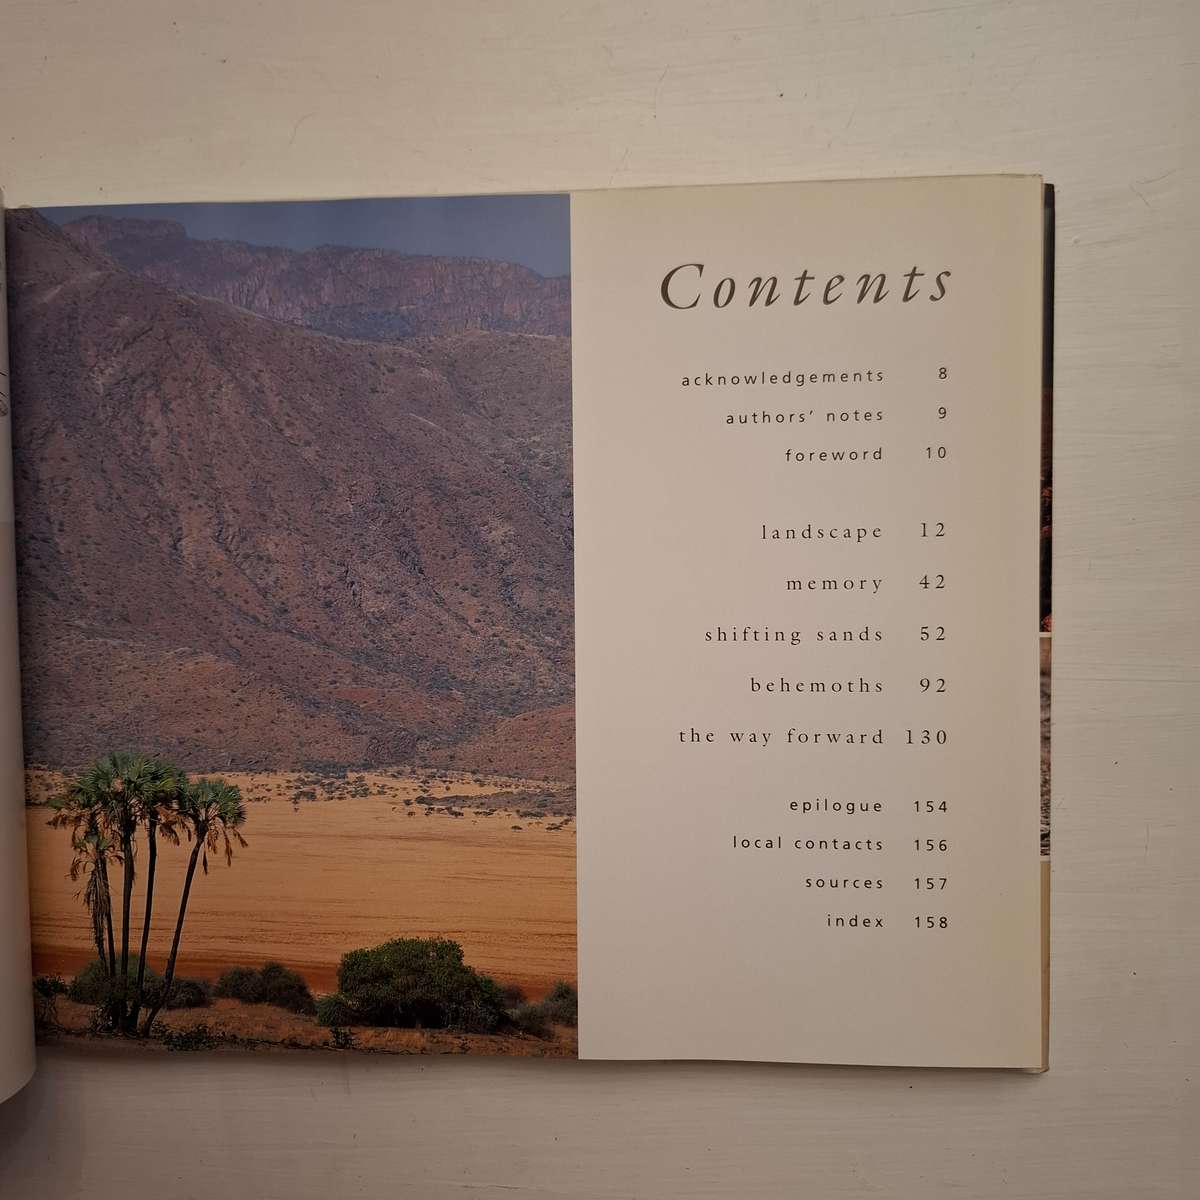 Contents
acknowledgements 8
authors' notes 9
foreword 10
landscape 12
memory 42
shifting sands 52
behemoths 92
the way forward 130
epilogue 154
local contacts 156
sources 157
index 158